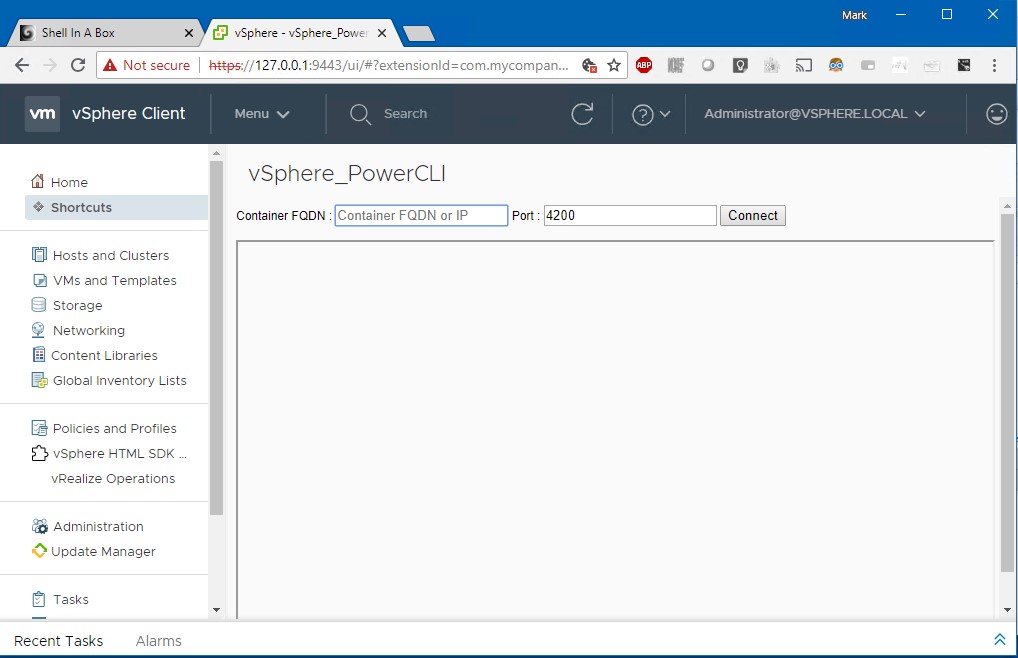 Mark
Shell In A Box
vSphere - vSphere_Power
Not secure
https://127.0.0.1:9443/ui/#?extensionId=com.mycompan...
ABP
vm vSphere Client
Menu
Search
?
Administrator@VSPHERE.LOCAL
Home
Shortcuts
Hosts and Clusters
VMs and Templates
Storage
Networking
Content Libraries
Global Inventory Lists
Policies and Profiles
vSphere HTML SDK ...
vRealize Operations
Administration
Update Manager
Tasks
vSphere_PowerCLI
Container FQDN : Container FQDN or IP Port : 4200 Connect
Recent Tasks
Alarms